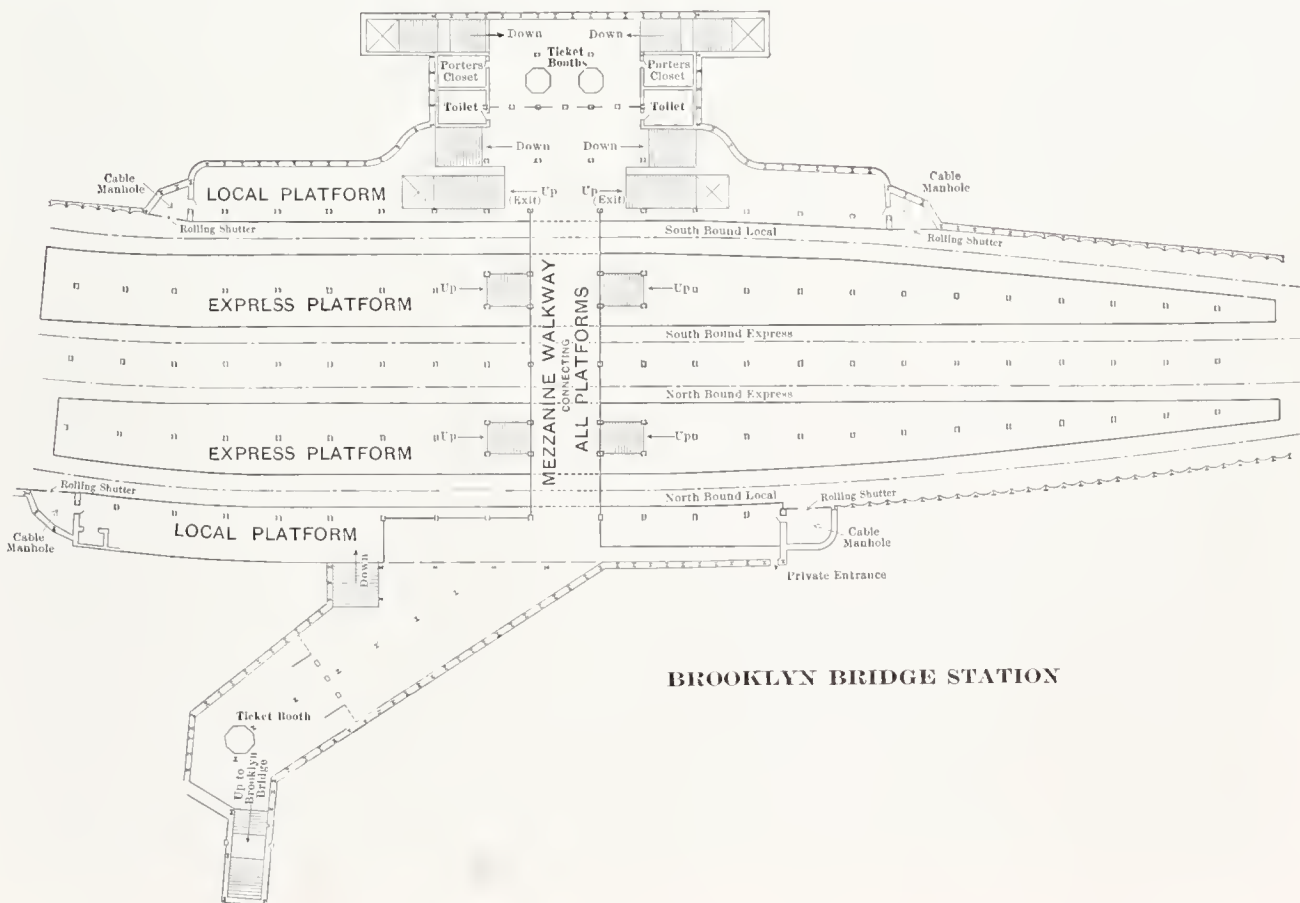 Down
Down
Ticket
Booths
Porters
Closet
Porters
Closet
Toilet
Toilet
Down
Down
Cable
Manhole
LOCAL PLATFORM
Up
(Exit)
Up
(Exit)
Cable
Manhole
Rolling Shutter
South Bound Local
Rolling Shutter
EXPRESS PLATFORM
Up
Up
MEZZANINE WALKWAY
CONNECTING
ALL PLATFORMS
South Bound Express
North Bound Express
EXPRESS PLATFORM
Up
Up
Rolling Shutter
North Bound Local
Rolling Shutter
Cable
Manhole
LOCAL PLATFORM
Cable
Manhole
Down
Private Entrance
BROOKLYN BRIDGE STATION
Ticket Booth
Up to
Brooklyn
Bridge